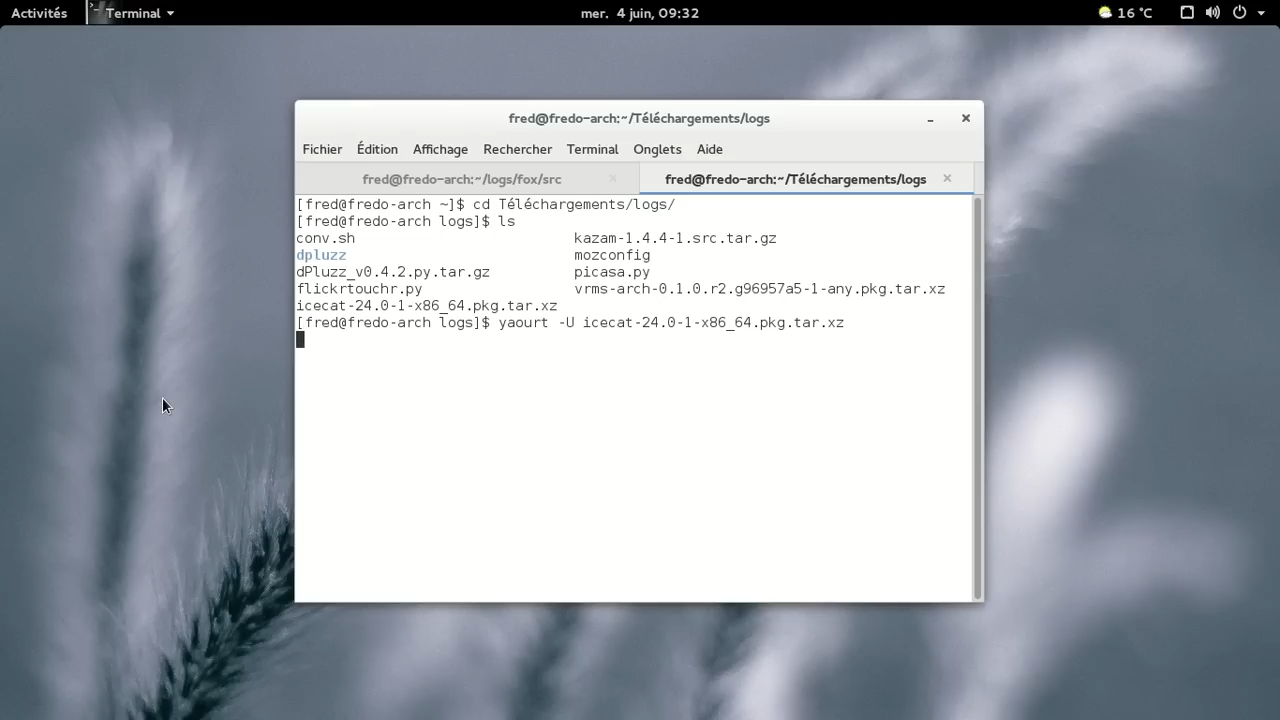 Activités Terminal mer. 4 juin, 09:32 16 °C
fred@fredo-arch:~/Téléchargements/logs
Fichier Édition Affichage Rechercher Terminal Onglets Aide
fred@fredo-arch:~/logs/fox/src fred@fredo-arch:~/Téléchargements/logs
[fred@fredo-arch ~]$ cd Téléchargements/logs/
[fred@fredo-arch logs]$ ls
conv.sh kazam-1.4.4-1.src.tar.gz
dpluzz mozconfig
dPluzz_v0.4.2.py.tar.gz picasa.py
flickrtouchr.py vrms-arch-0.1.0.r2.g96957a5-1-any.pkg.tar.xz
icecat-24.0-1-x86_64.pkg.tar.xz
[fred@fredo-arch logs]$ yaourt -U icecat-24.0-1-x86_64.pkg.tar.xz